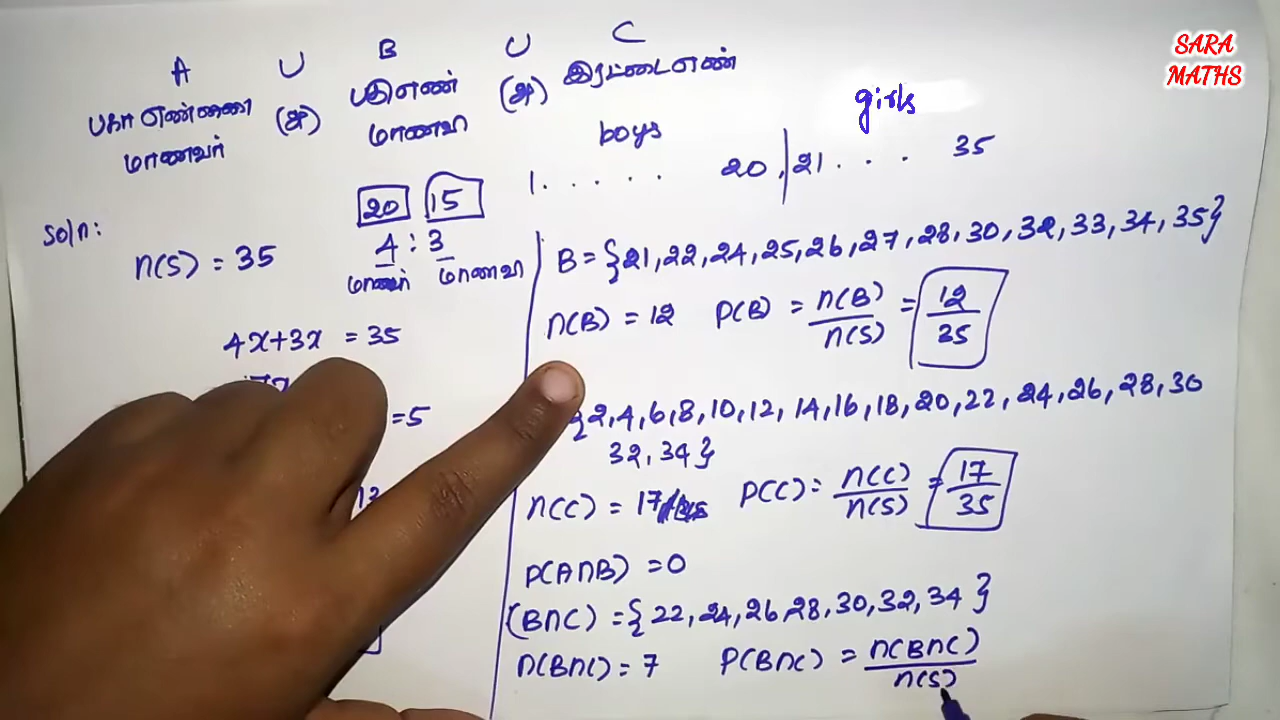 SARA
MATHS
A ∪ B ∪ C
பகா எண்ணை (அ) பகுஎண் (அ) இரட்டைஎண்
மாணவர் மாணவி
boys girls
1 . . . . . 20, | 21 . . . 35
Soln:
20 15
n(S) = 35
4 : 3
மாணவர் மாணவி
4x+3x = 35
=5
B = {21,22,24,25,26,27,28,30,32,33,34,35}
n(B) = 12 P(B) = n(B)/n(S) = 12/35
{2,4,6,8,10,12,14,16,18,20,22,24,26,28,30
32,34}
n(C) = 17 P(C) = n(C)/n(S) = 17/35
P(A∩B) = 0
(B∩C) = {22,24,26,28,30,32,34}
n(B∩C) = 7 P(B∩C) = n(B∩C)/n(S)